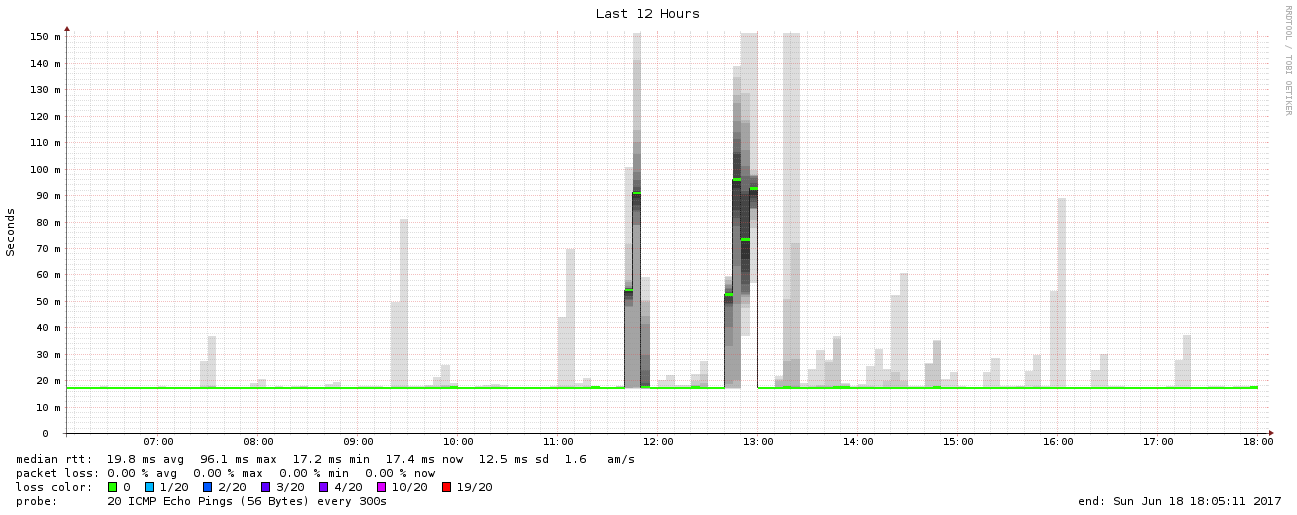 Last 12 Hours
RRDTOOL / TOBI OETIKER
Seconds
150 m
140 m
130 m
120 m
110 m
100 m
90 m
80 m
70 m
60 m
50 m
40 m
30 m
20 m
10 m
0
07:00 08:00 09:00 10:00 11:00 12:00 13:00 14:00 15:00 16:00 17:00 18:00
median rtt: 19.8 ms avg 96.1 ms max 17.2 ms min 17.4 ms now 12.5 ms sd 1.6 am/s
packet loss: 0.00 % avg 0.00 % max 0.00 % min 0.00 % now
loss color: 0 1/20 2/20 3/20 4/20 10/20 19/20
probe: 20 ICMP Echo Pings (56 Bytes) every 300s end: Sun Jun 18 18:05:11 2017